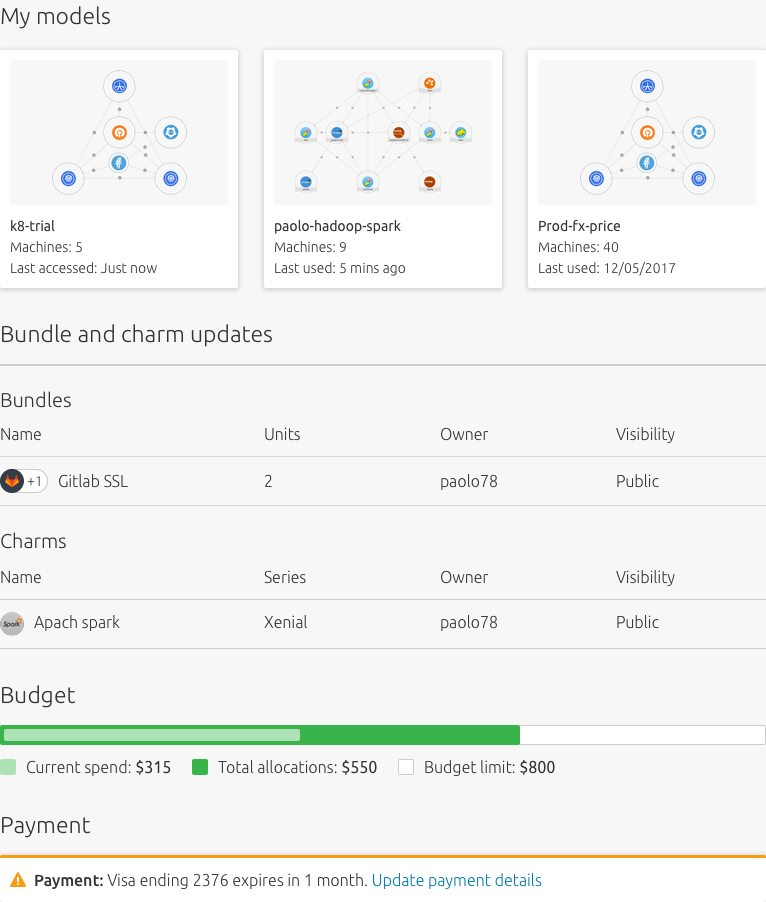 My models
k8-trial
Machines: 5
Last accessed: Just now
paolo-hadoop-spark
Machines: 9
Last used: 5 mins ago
Prod-fx-price
Machines: 40
Last used: 12/05/2017
Bundle and charm updates
Bundles
Name Units Owner Visibility
+1 Gitlab SSL 2 paolo78 Public
Charms
Name Series Owner Visibility
Spark Apach spark Xenial paolo78 Public
Budget
Current spend: $315 Total allocations: $550 Budget limit: $800
Payment
Payment: Visa ending 2376 expires in 1 month. Update payment details